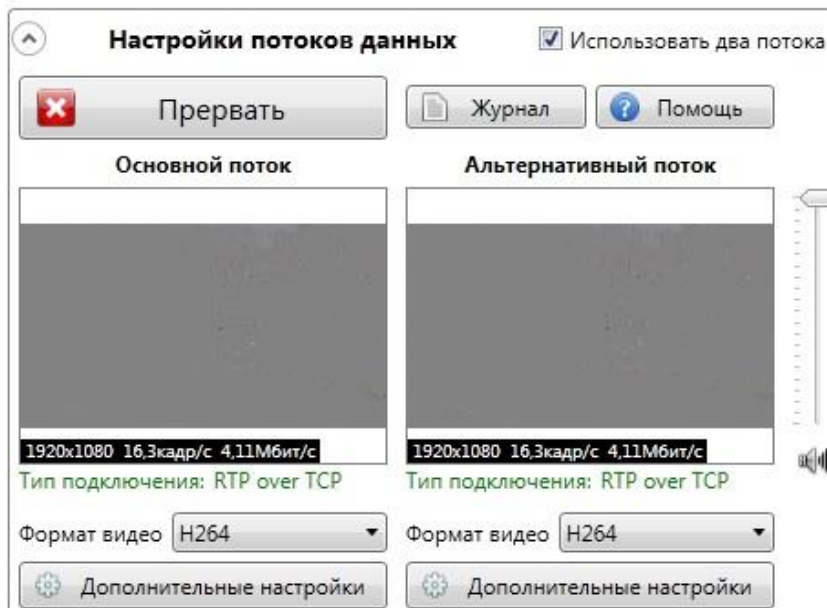 Настройки потоков данных
Использовать два потока
Прервать
Журнал
Помощь
Основной поток
Альтернативный поток
1920x1080 16,3кадр/с 4,11Мбит/с
1920x1080 16,3кадр/с 4,11Мбит/с
Тип подключения: RTP over TCP
Тип подключения: RTP over TCP
Формат видео H264
Формат видео H264
Дополнительные настройки
Дополнительные настройки